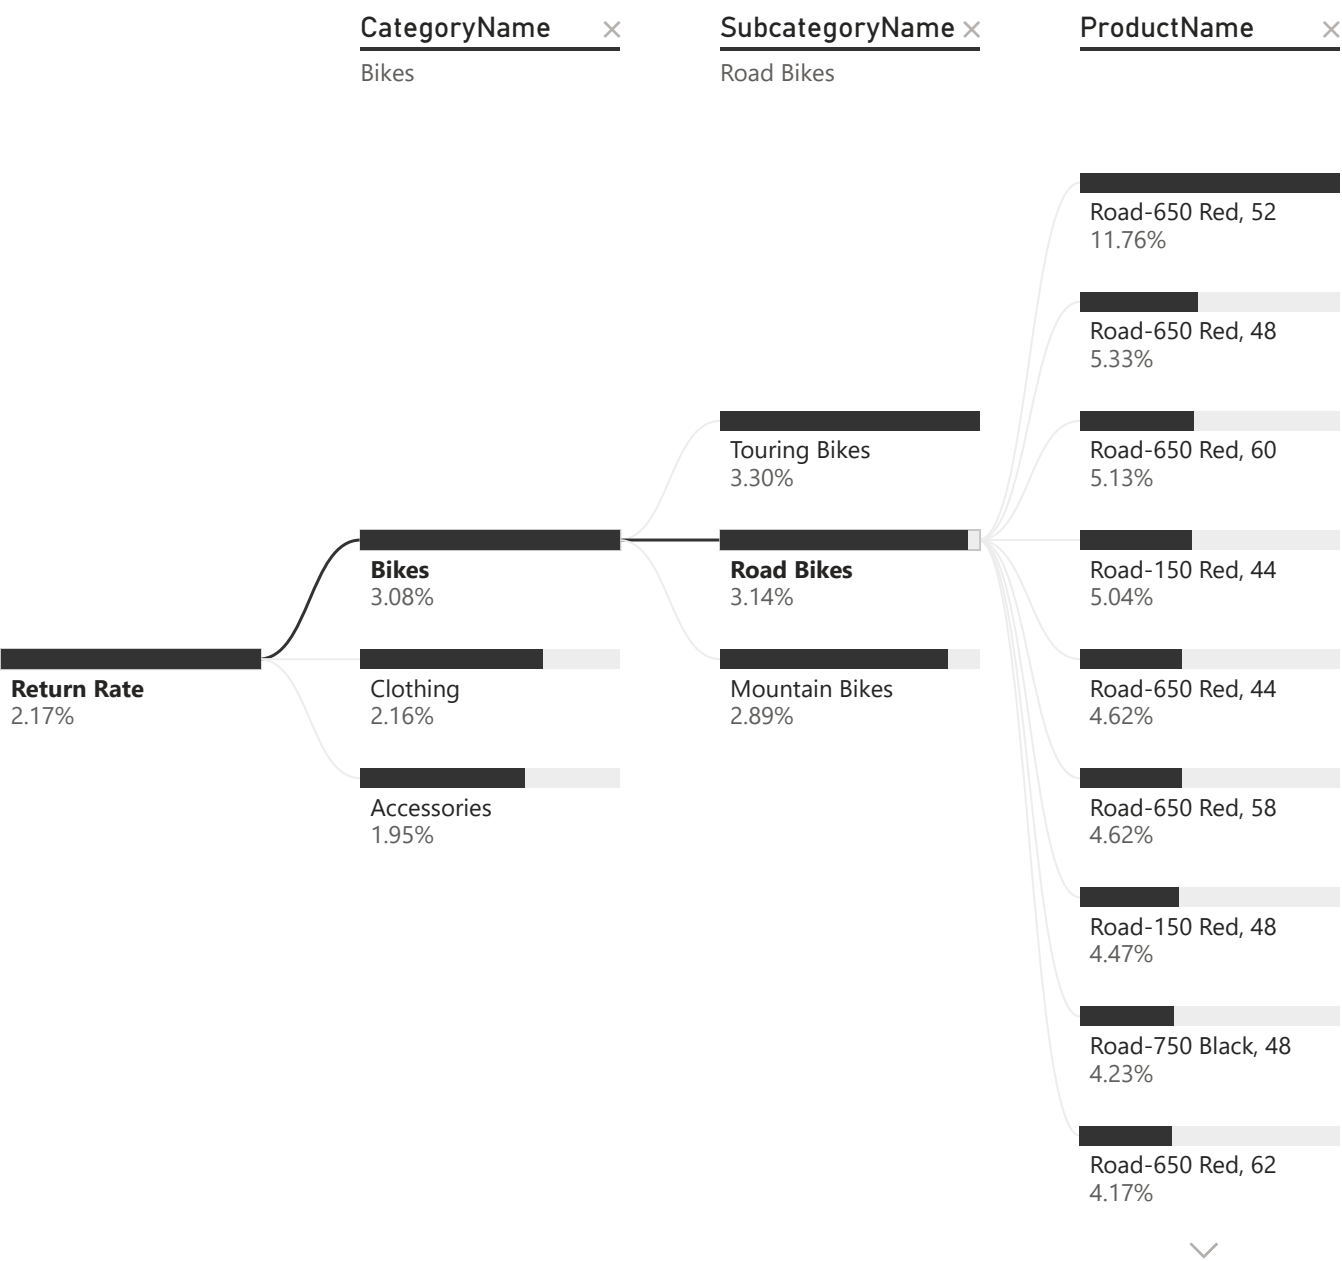 CategoryName
Bikes
SubcategoryName
Road Bikes
ProductName
Return Rate
2.17%
Bikes
3.08%
Clothing
2.16%
Accessories
1.95%
Touring Bikes
3.30%
Road Bikes
3.14%
Mountain Bikes
2.89%
Road-650 Red, 52
11.76%
Road-650 Red, 48
5.33%
Road-650 Red, 60
5.13%
Road-150 Red, 44
5.04%
Road-650 Red, 44
4.62%
Road-650 Red, 58
4.62%
Road-150 Red, 48
4.47%
Road-750 Black, 48
4.23%
Road-650 Red, 62
4.17%